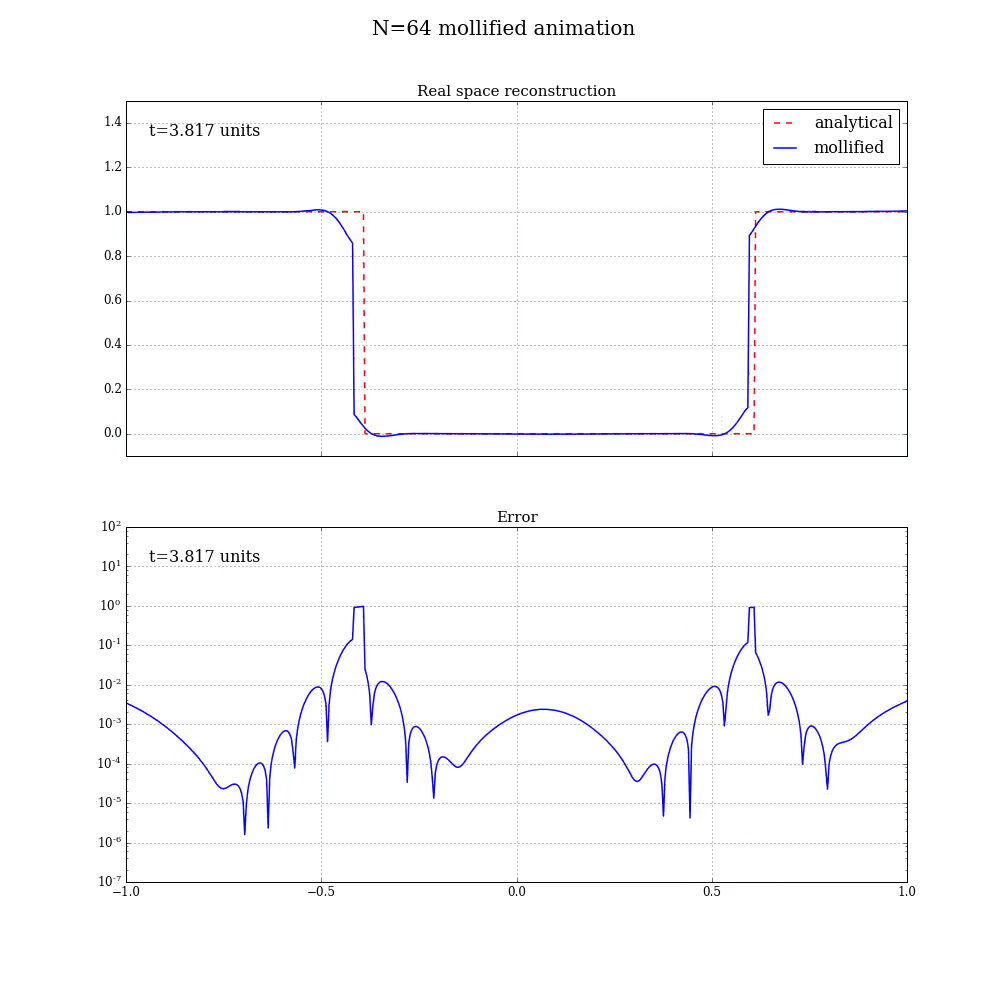 N=64 mollified animation
Real space reconstruction
t=3.817 units
analytical
mollified
1.4
1.2
1.0
0.8
0.6
0.4
0.2
0.0
Error
t=3.817 units
10²
10¹
10⁰
10⁻¹
10⁻²
10⁻³
10⁻⁴
10⁻⁵
10⁻⁶
10⁻⁷
−1.0 −0.5 0.0 0.5 1.0